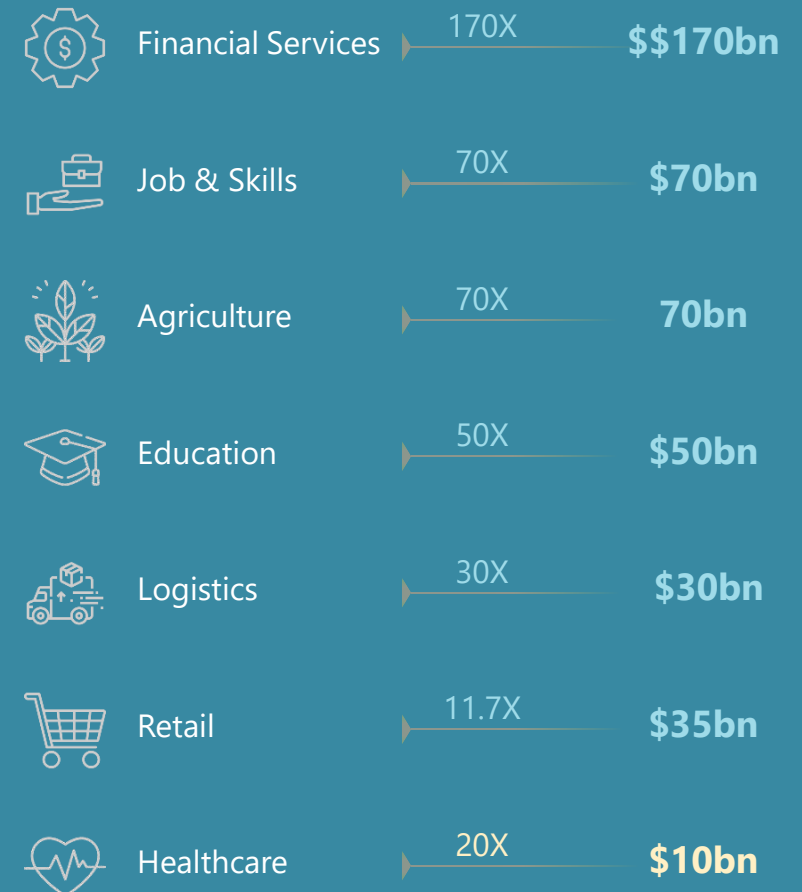 $
Financial Services 170X $$170bn
Job & Skills 70X $70bn
Agriculture 70X 70bn
Education 50X $50bn
Logistics 30X $30bn
Retail 11.7X $35bn
Healthcare 20X $10bn